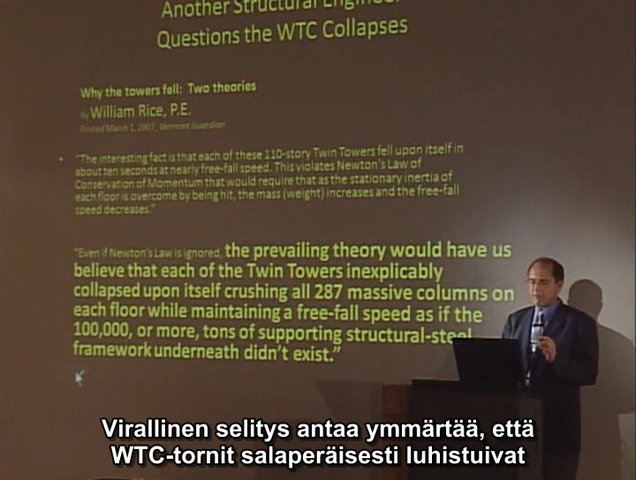 Another Structural Engineer
Questions the WTC Collapses
Why the towers fell: Two theories
By William Rice, P.E.
Posted March 1, 2007, Vermont Guardian
"The interesting fact is that each of these 110-story Twin Towers fell upon itself in
about ten seconds at nearly free-fall speed. This violates Newton's Law of
Conservation of Momentum that would require that as the stationary inertia of
each floor is overcome by being hit, the mass (weight) increases and the free-fall
speed decreases."
"Even if Newton's Law is ignored, the prevailing theory would have us
believe that each of the Twin Towers inexplicably
collapsed upon itself crushing all 287 massive columns on
each floor while maintaining a free-fall speed as if the
100,000, or more, tons of supporting structural-steel
framework underneath didn't exist."
Virallinen selitys antaa ymmärtää, että
WTC-tornit salaperäisesti luhistuivat